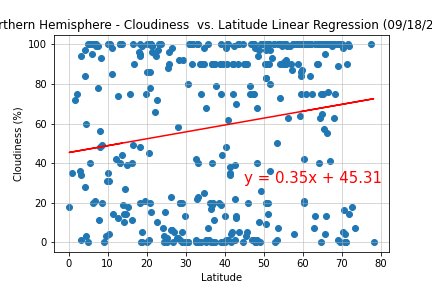 rthern Hemisphere - Cloudiness vs. Latitude Linear Regression (09/18/2
Cloudiness (%)
100
80
60
40
20
0
y = 0.35x + 45.31
0 10 20 30 40 50 60 70 80
Latitude